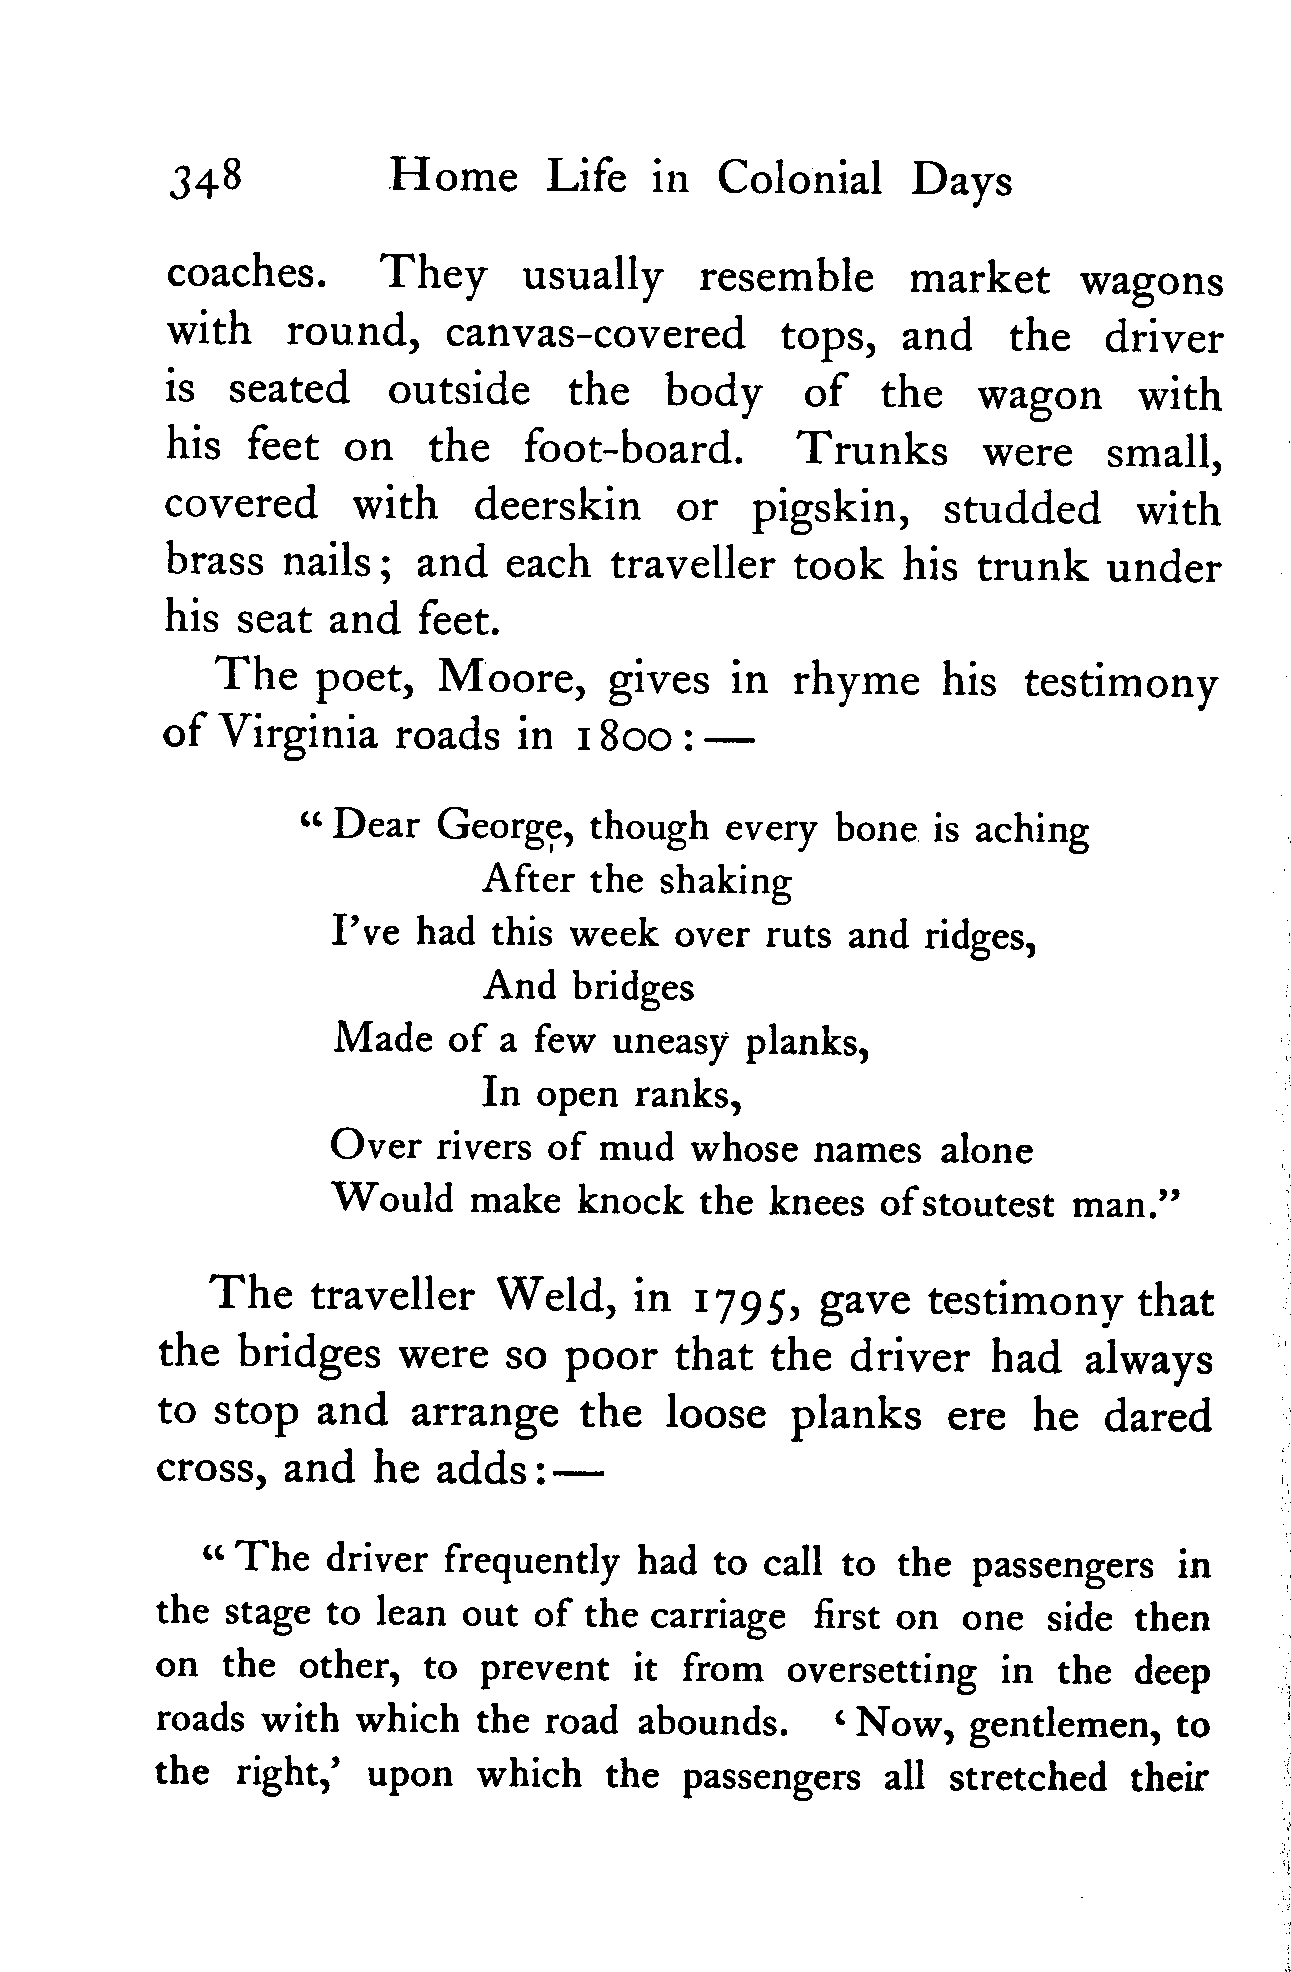 348 Home Life in Colonial Days
coaches. They usually resemble market wagons
with round, canvas-covered tops, and the driver
is seated outside the body of the wagon with
his feet on the foot-board. Trunks were small,
covered with deerskin or pigskin, studded with
brass nails; and each traveller took his trunk under
his seat and feet.
The poet, Moore, gives in rhyme his testimony
of Virginia roads in 1800:—
“Dear George, though every bone is aching
After the shaking
I’ve had this week over ruts and ridges,
And bridges
Made of a few uneasy planks,
In open ranks,
Over rivers of mud whose names alone
Would make knock the knees of stoutest man.”
The traveller Weld, in 1795, gave testimony that
the bridges were so poor that the driver had always
to stop and arrange the loose planks ere he dared
cross, and he adds:—
“The driver frequently had to call to the passengers in
the stage to lean out of the carriage first on one side then
on the other, to prevent it from oversetting in the deep
roads with which the road abounds. ‘Now, gentlemen, to
the right,’ upon which the passengers all stretched their